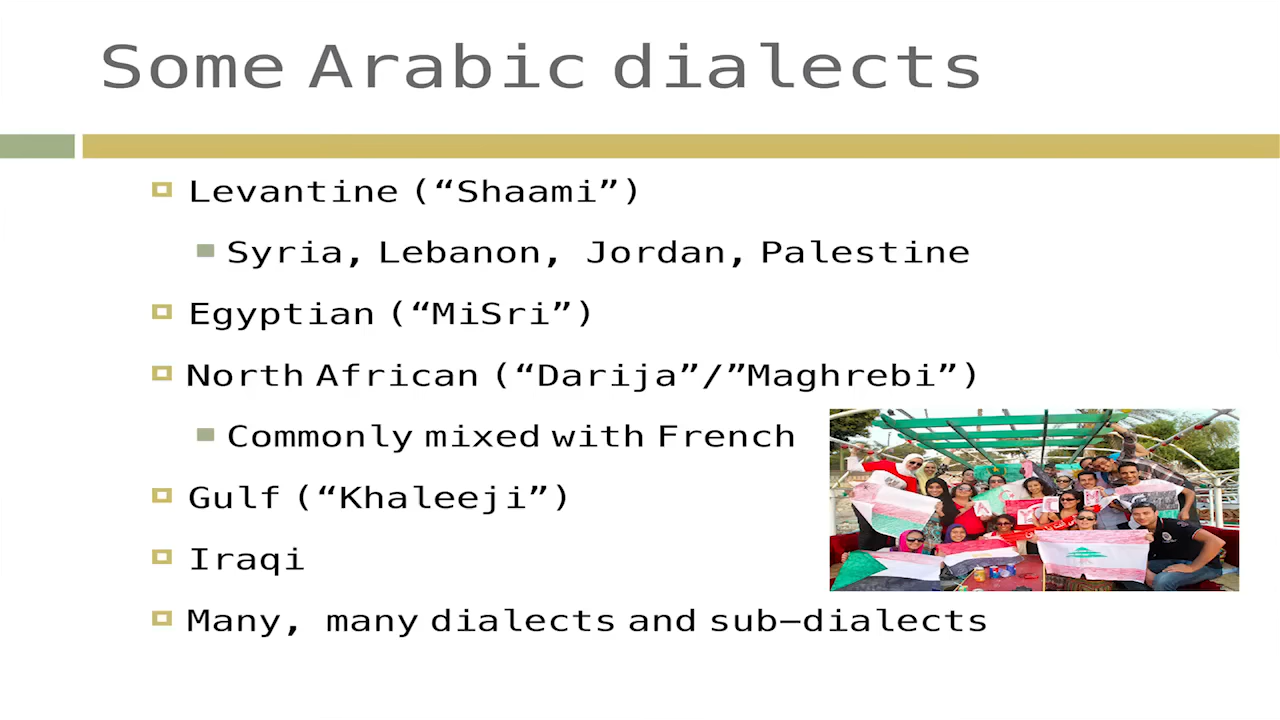 Some Arabic dialects
Levantine (“Shaami”)
Syria, Lebanon, Jordan, Palestine
Egyptian (“MiSri”)
North African (“Darija”/”Maghrebi”)
Commonly mixed with French
Gulf (“Khaleeji”)
Iraqi
Many, many dialects and sub–dialects